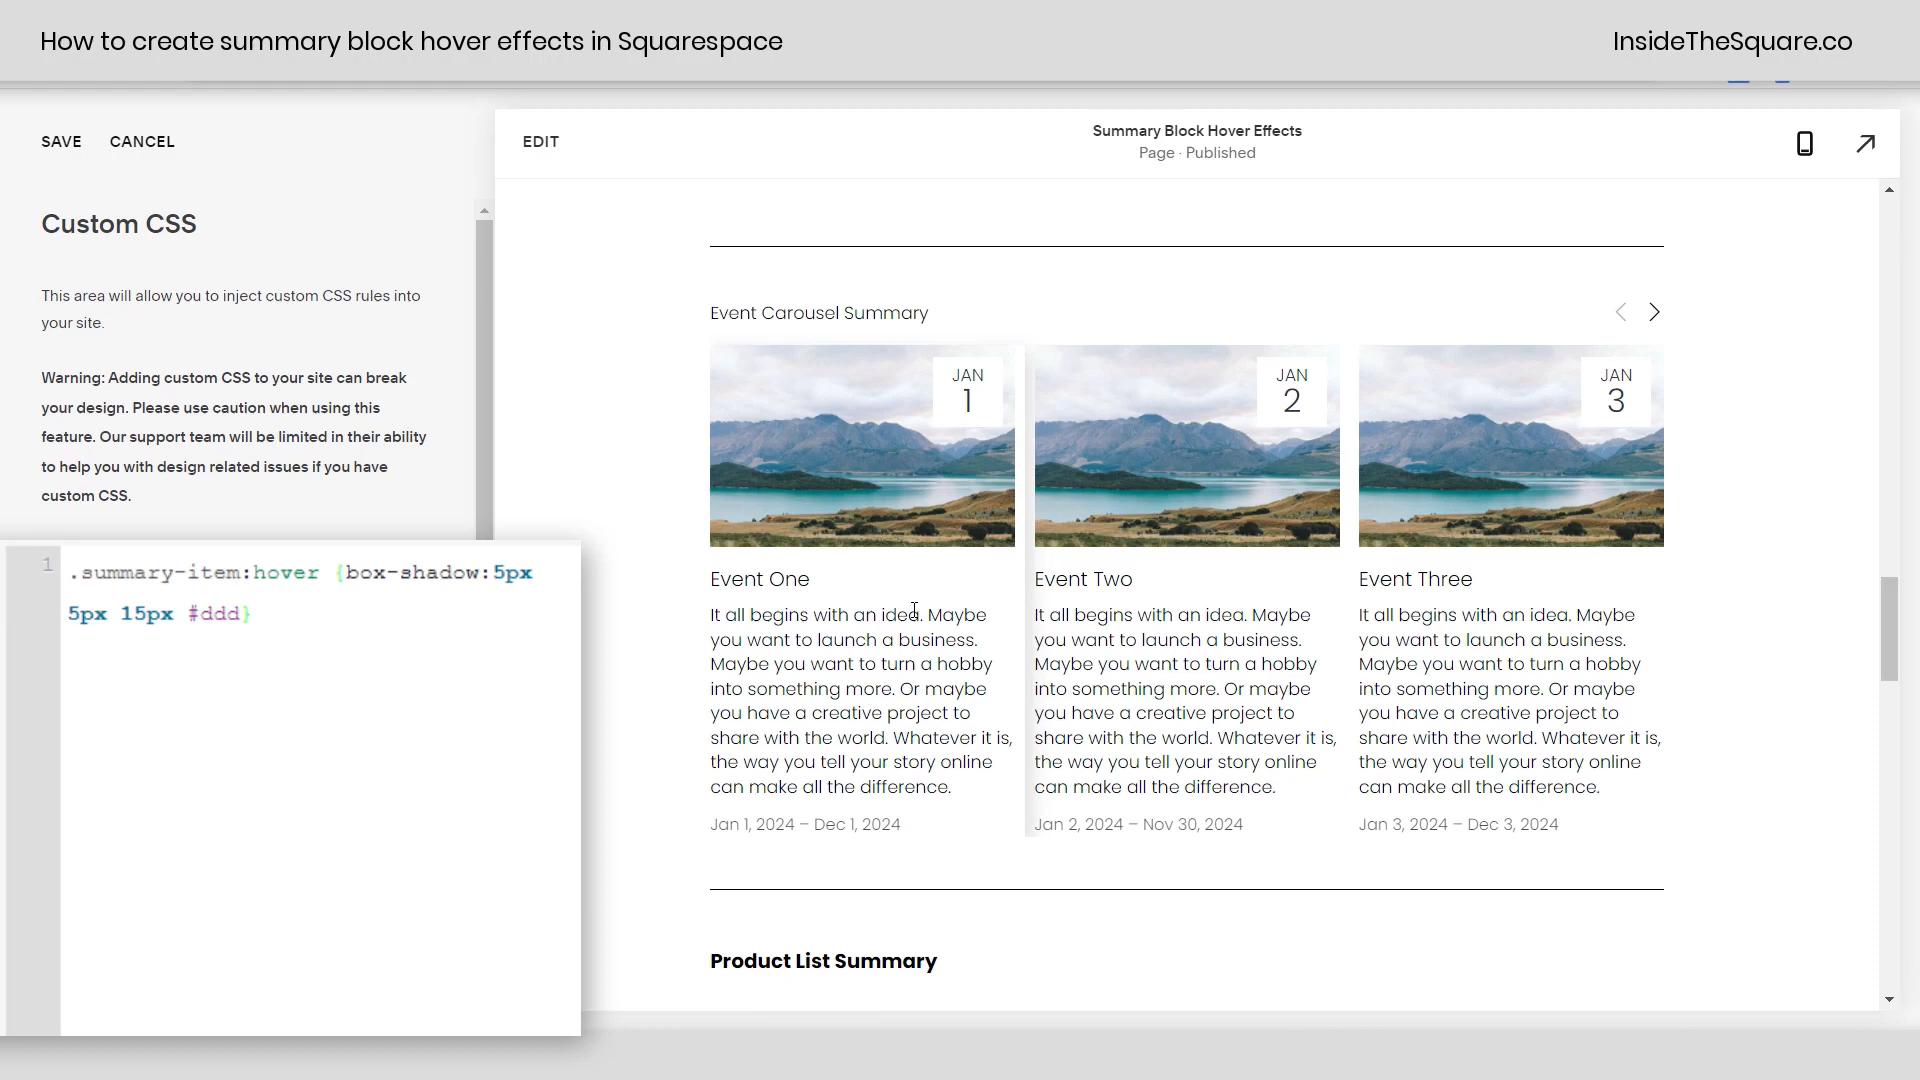 How to create summary block hover effects in Squarespace
InsideTheSquare.co
SAVE
CANCEL
EDIT
Summary Block Hover Effects
Page · Published
Custom CSS
This area will allow you to inject custom CSS rules into
your site.
Warning: Adding custom CSS to your site can break
your design. Please use caution when using this
feature. Our support team will be limited in their ability
to help you with design related issues if you have
custom CSS.
1
.summary-item:hover {box-shadow:5px
5px 15px #ddd}
Event Carousel Summary
JAN
1
Event One
It all begins with an idea. Maybe
you want to launch a business.
Maybe you want to turn a hobby
into something more. Or maybe
you have a creative project to
share with the world. Whatever it is,
the way you tell your story online
can make all the difference.
Jan 1, 2024 – Dec 1, 2024
JAN
2
Event Two
It all begins with an idea. Maybe
you want to launch a business.
Maybe you want to turn a hobby
into something more. Or maybe
you have a creative project to
share with the world. Whatever it is,
the way you tell your story online
can make all the difference.
Jan 2, 2024 – Nov 30, 2024
JAN
3
Event Three
It all begins with an idea. Maybe
you want to launch a business.
Maybe you want to turn a hobby
into something more. Or maybe
you have a creative project to
share with the world. Whatever it is,
the way you tell your story online
can make all the difference.
Jan 3, 2024 – Dec 3, 2024
Product List Summary